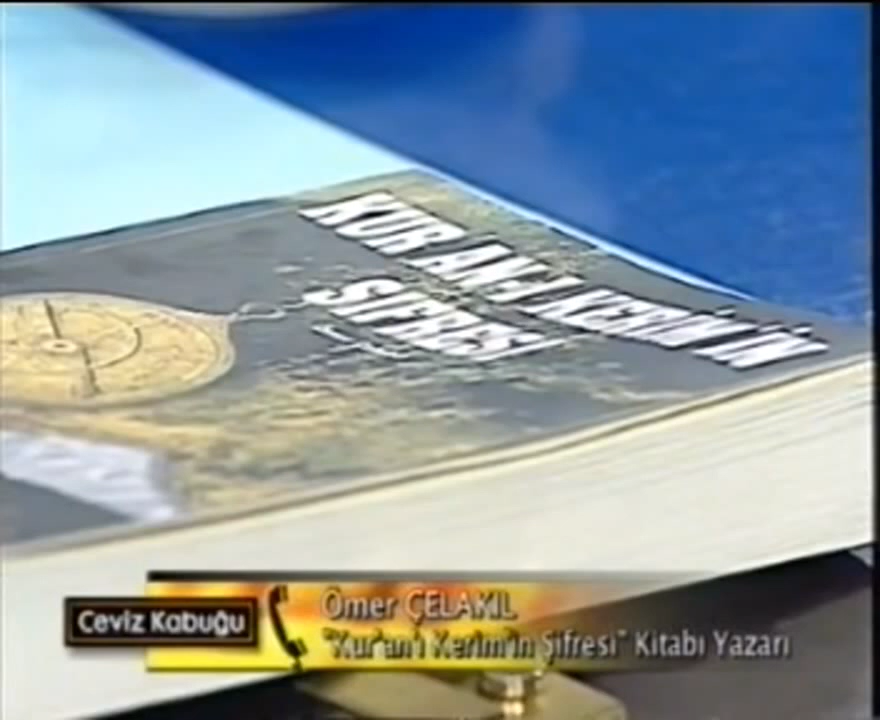 KUR'AN-I KERİM'İN
ŞİFRESİ
Ceviz Kabuğu
Ömer ÇELAKIL
"Kur'an'ı Kerim'in Şifresi" Kitabı Yazarı